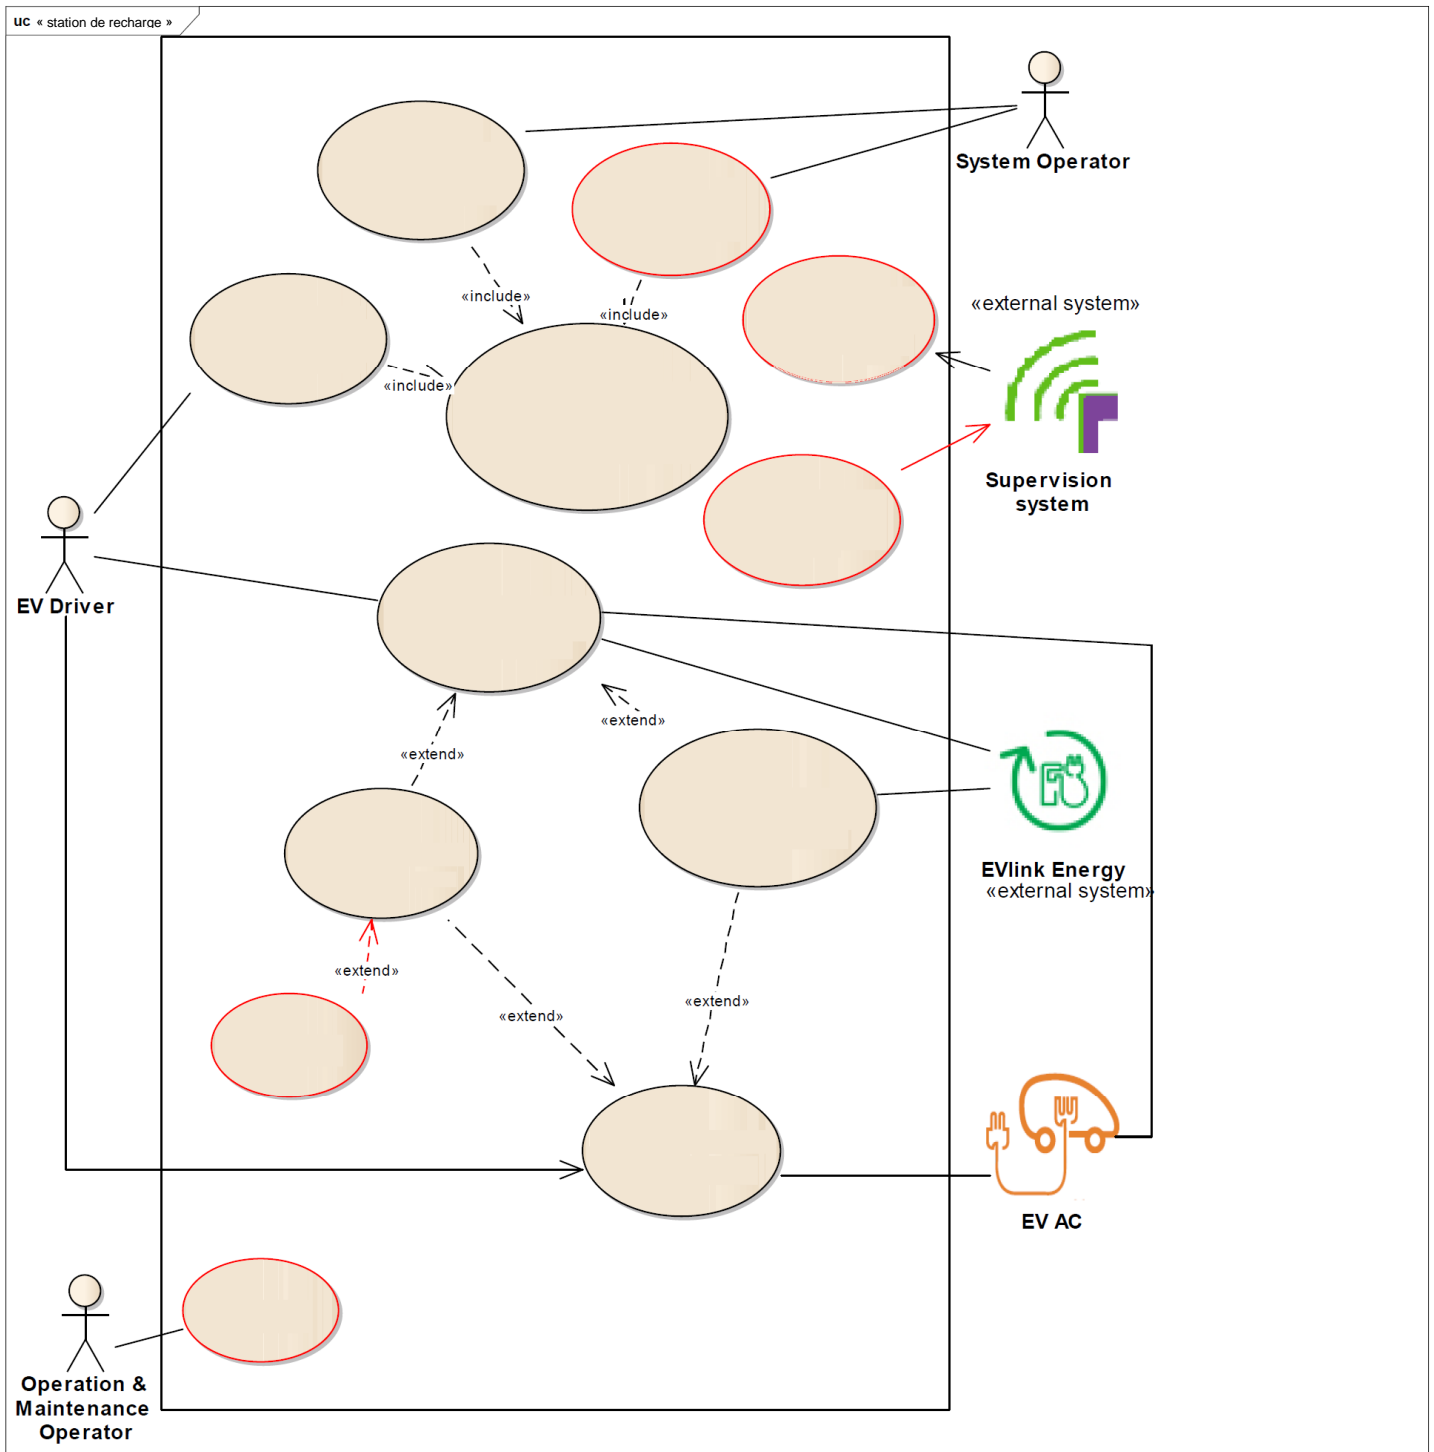 uc « station de recharge »
System Operator
«include»
«external system»
«include»
«include»
Supervision
system
EV Driver
«extend»
«extend»
EVlink Energy
«external system»
«extend»
«extend»
«extend»
EV AC
Operation &
Maintenance
Operator